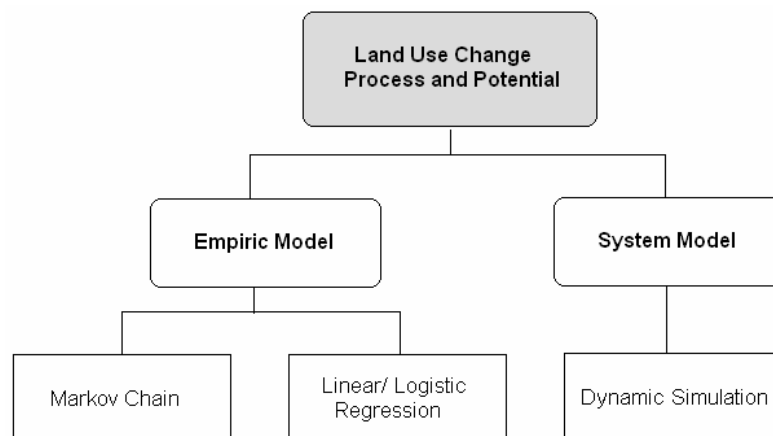 Land Use Change
Process and Potential
Empiric Model
System Model
Markov Chain
Linear/ Logistic
Regression
Dynamic Simulation